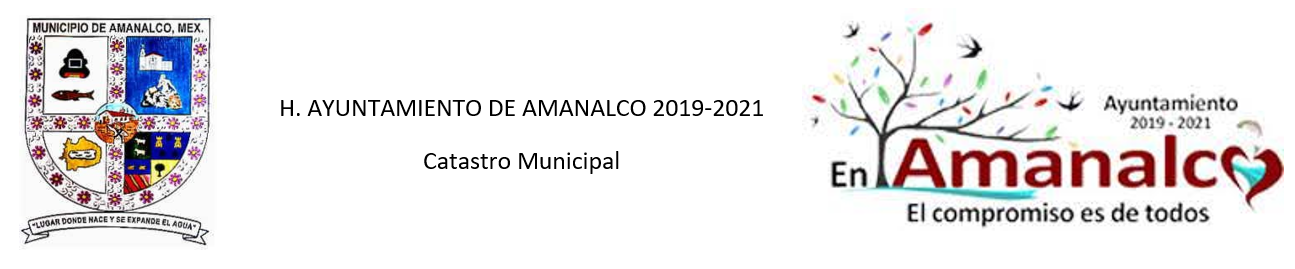 MUNICIPIO DE AMANALCO, MEX.
"LUGAR DONDE NACE Y SE EXPANDE EL AGUA"
H. AYUNTAMIENTO DE AMANALCO 2019-2021
Catastro Municipal
Ayuntamiento
2019 - 2021
En Amanalco
El compromiso es de todos